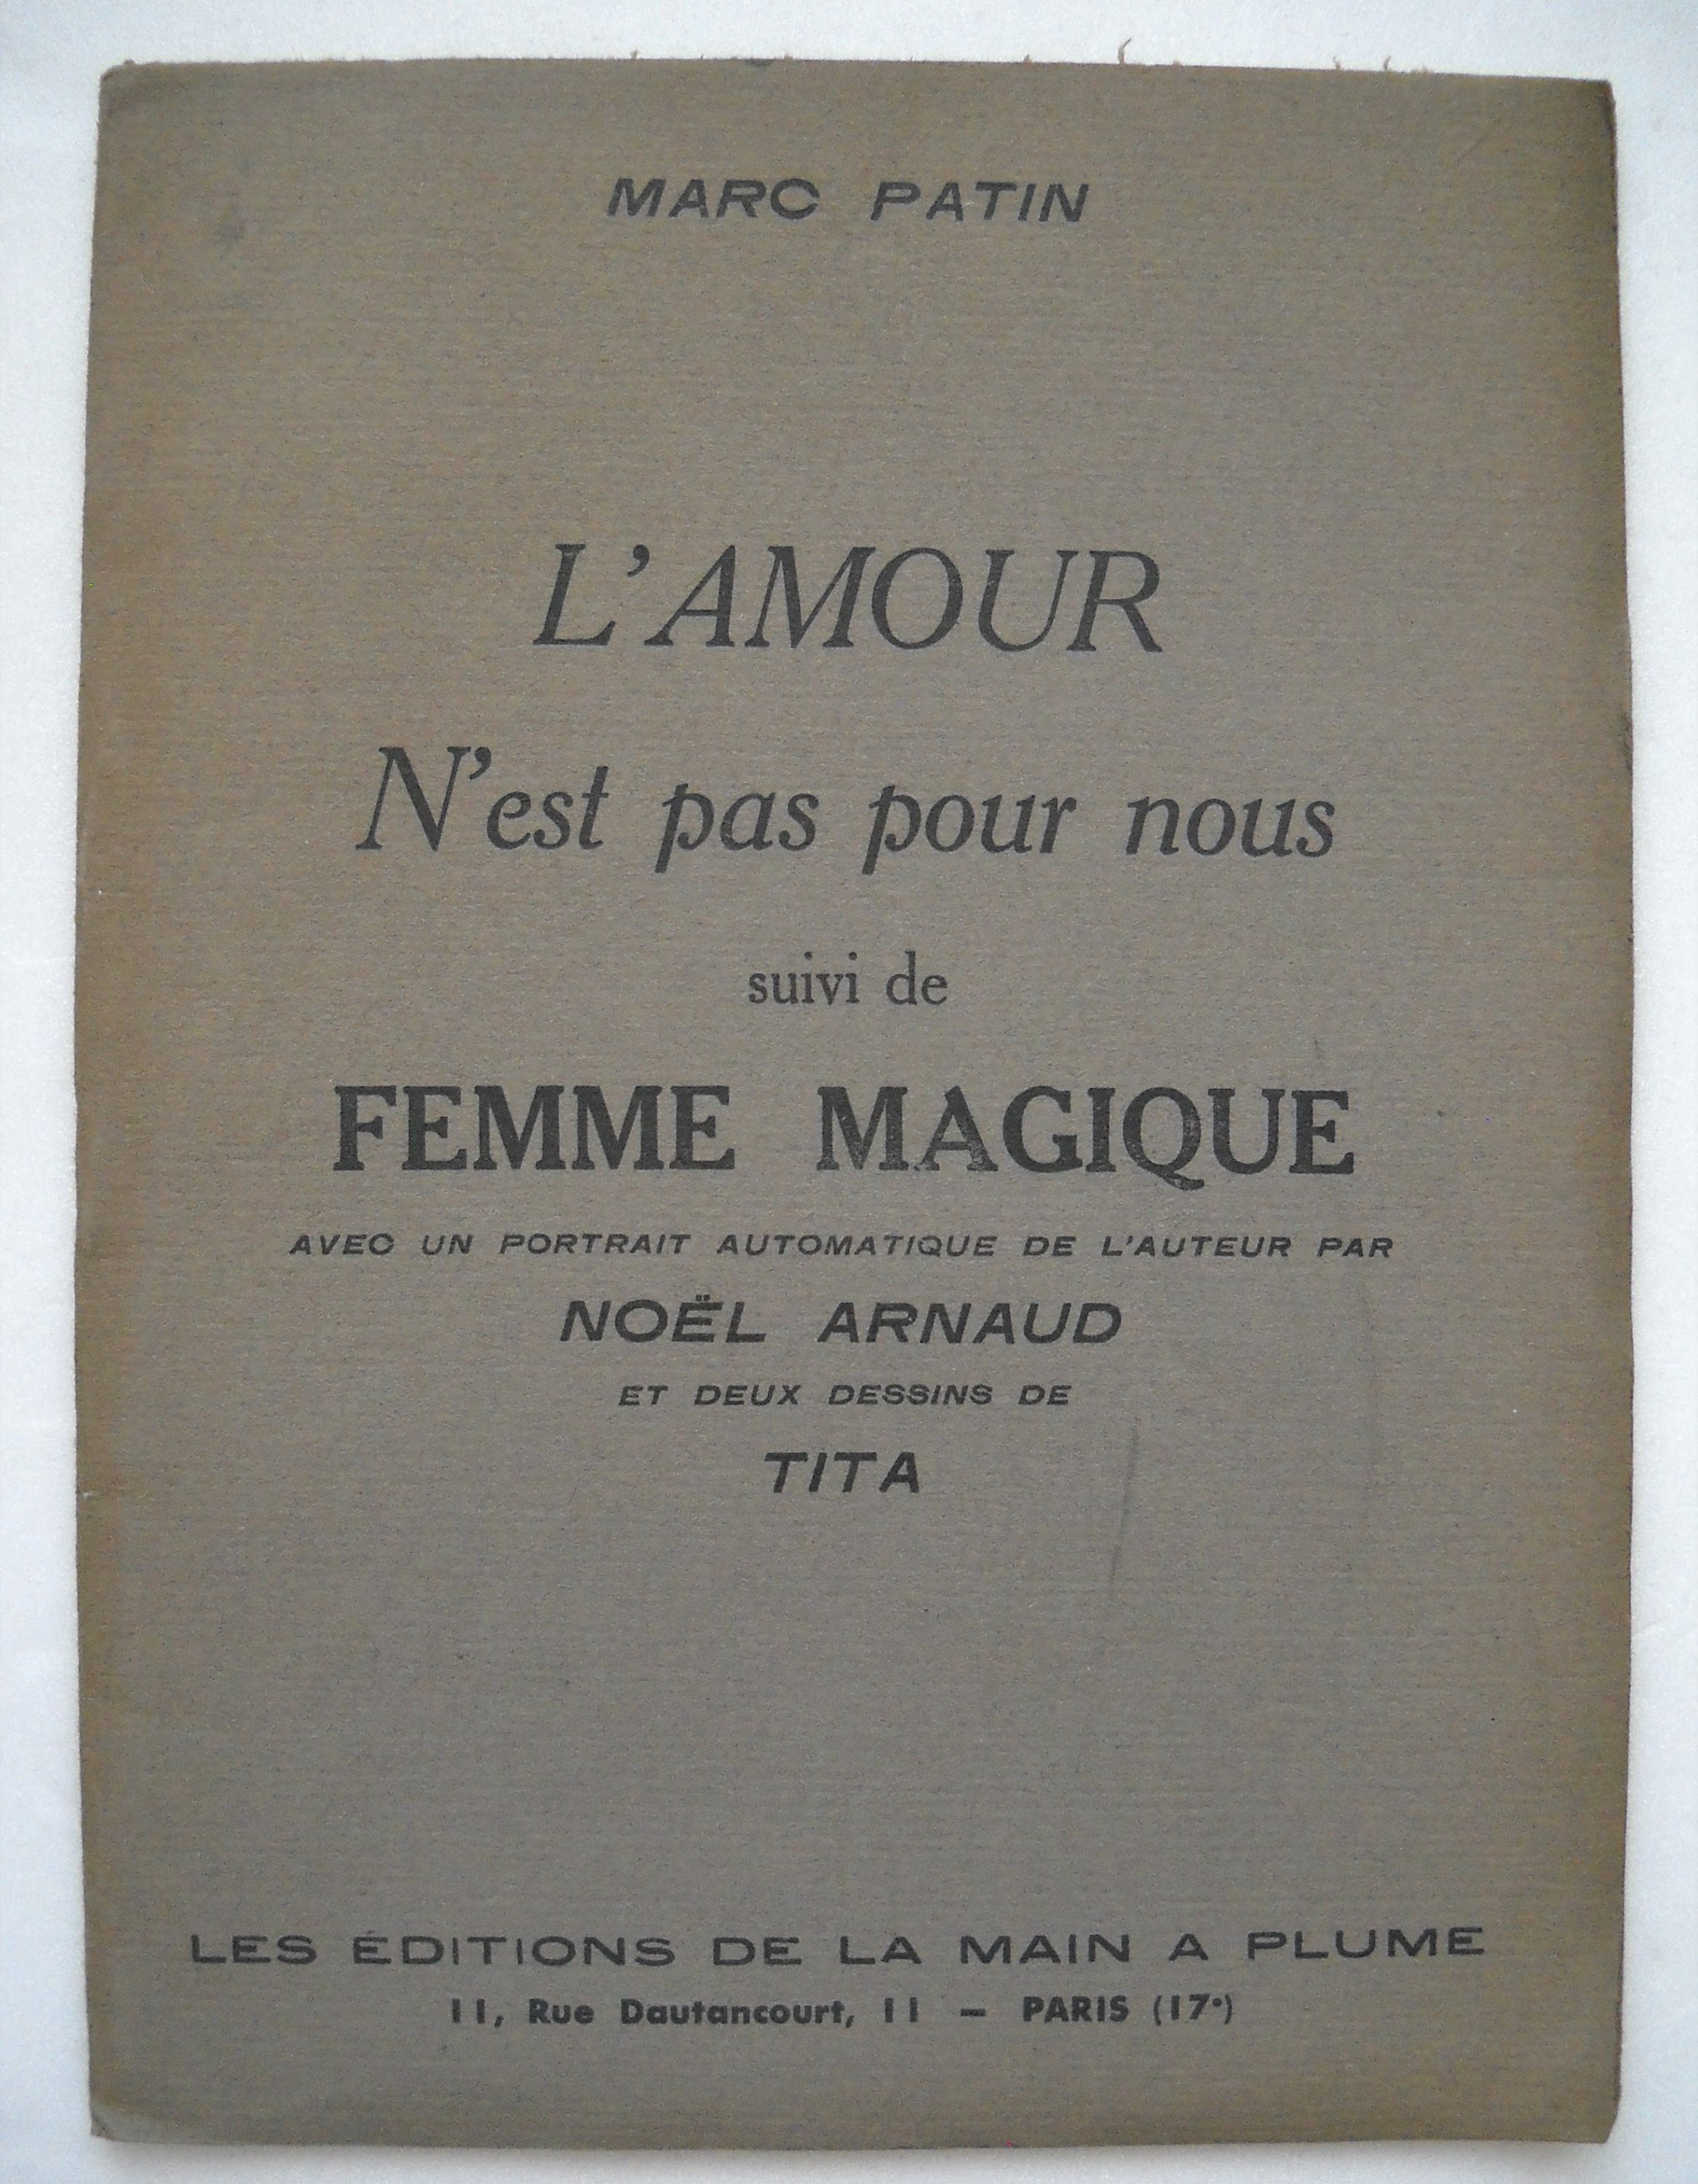 MARC PATIN
L'AMOUR
N'est pas pour nous
suivi de
FEMME MAGIQUE
AVEC UN PORTRAIT AUTOMATIQUE DE L'AUTEUR PAR
NOËL ARNAUD
ET DEUX DESSINS DE
TITA
LES ÉDITIONS DE LA MAIN A PLUME
11, Rue Dautancourt, 11 – PARIS (17e)